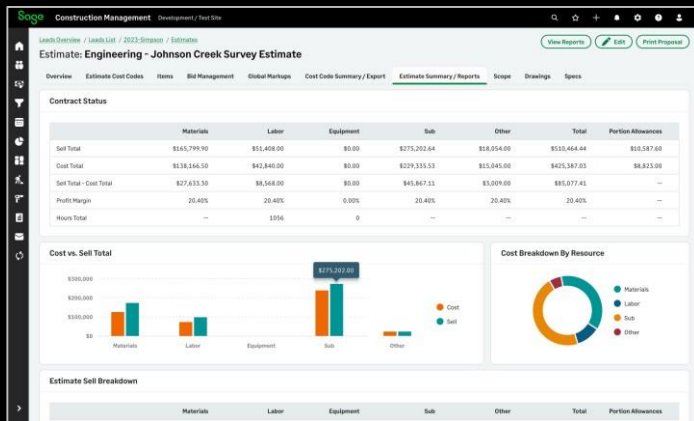 Sage Construction Management Development / Test Site
Leads Overview / Leads List / 2023-Simpson / Estimates
Estimate: Engineering - Johnson Creek Survey Estimate
View Reports Edit Print Proposal
Overview Estimate Cost Codes Items Bid Management Global Markups Cost Code Summary / Export Estimate Summary / Reports Scope Drawings Specs
Contract Status
Materials Labor Equipment Sub Other Total Portion Allowances
Sell Total $165,799.90 $51,408.00 $0.00 $275,202.64 $18,054.00 $510,464.44 $10,587.60
Cost Total $138,166.50 $42,840.00 $0.00 $229,335.53 $15,045.00 $425,387.03 $8,823.00
Sell Total - Cost Total $27,633.30 $8,568.00 $0.00 $45,867.11 $3,009.00 $85,077.41 —
Profit Margin 20.40% 20.40% 0.00% 20.40% 20.40% 20.40% —
Hours Total — 1056 0 — — — —
Cost vs. Sell Total
$275,202.00
$300,000
$200,000
$100,000
$0
Materials Labor Equipment Sub Other
Cost
Sell
Cost Breakdown By Resource
Materials
Labor
Sub
Other
Estimate Sell Breakdown
Materials Labor Equipment Sub Other Total Portion Allowances